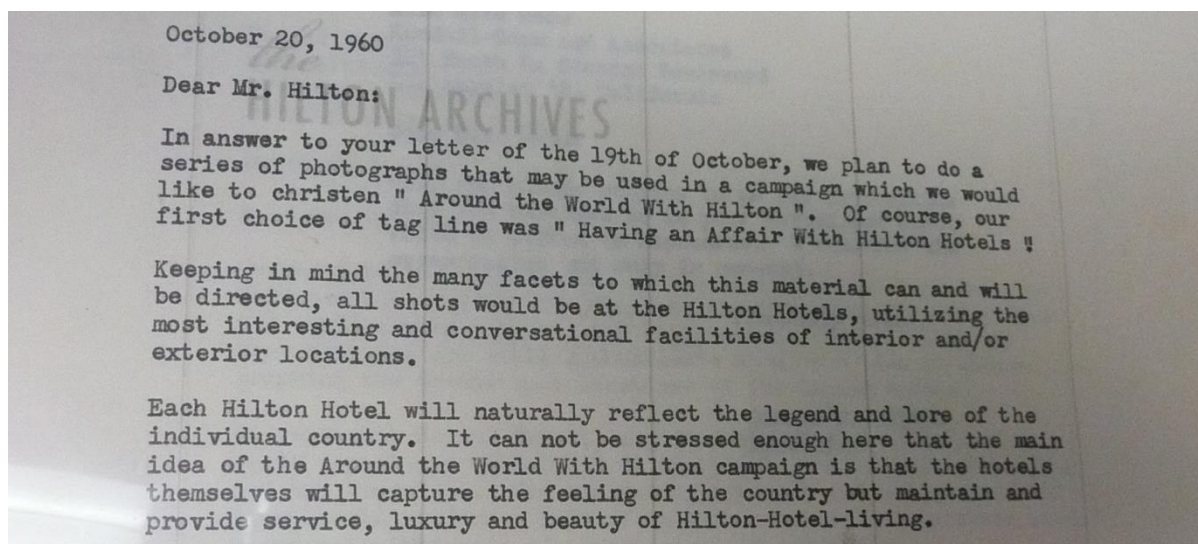 October 20, 1960
the
HILTON ARCHIVES
Dear Mr. Hilton:
In answer to your letter of the 19th of October, we plan to do a
series of photographs that may be used in a campaign which we would
like to christen " Around the World With Hilton ". Of course, our
first choice of tag line was " Having an Affair With Hilton Hotels "!
Keeping in mind the many facets to which this material can and will
be directed, all shots would be at the Hilton Hotels, utilizing the
most interesting and conversational facilities of interior and/or
exterior locations.
Each Hilton Hotel will naturally reflect the legend and lore of the
individual country. It can not be stressed enough here that the main
idea of the Around the World With Hilton campaign is that the hotels
themselves will capture the feeling of the country but maintain and
provide service, luxury and beauty of Hilton-Hotel-living.